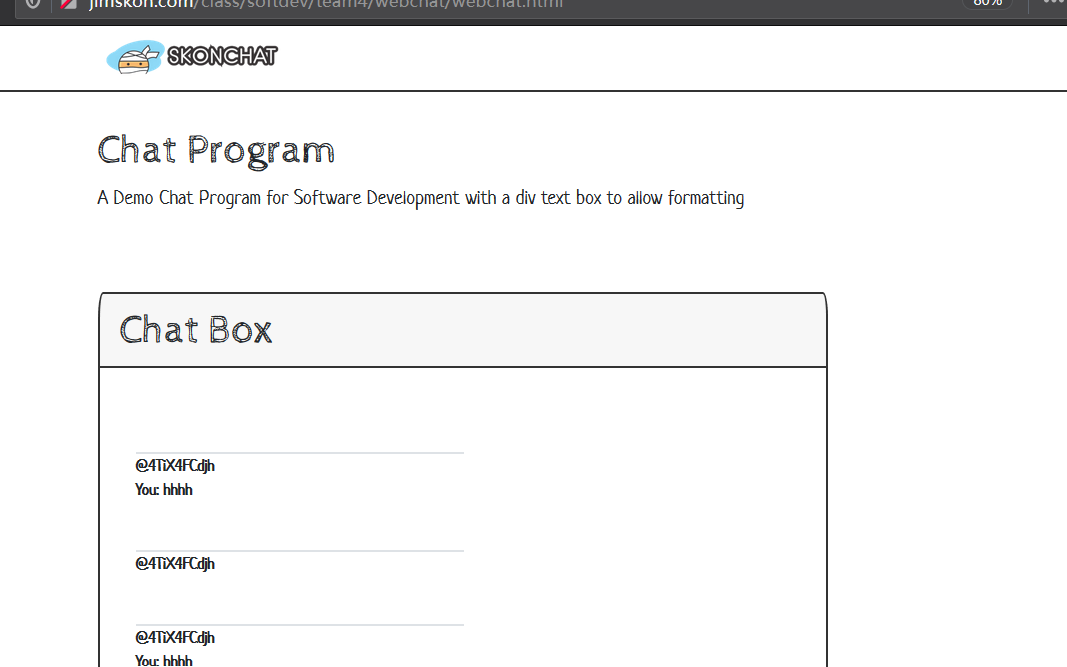 jimskon.com/class/softdev/team4/webchat/webchat.html
80%
SKONCHAT
Chat Program
A Demo Chat Program for Software Development with a div text box to allow formatting
Chat Box
@4TiX4FCdjh
You: hhhh
@4TiX4FCdjh
@4TiX4FCdjh
You: hhhh